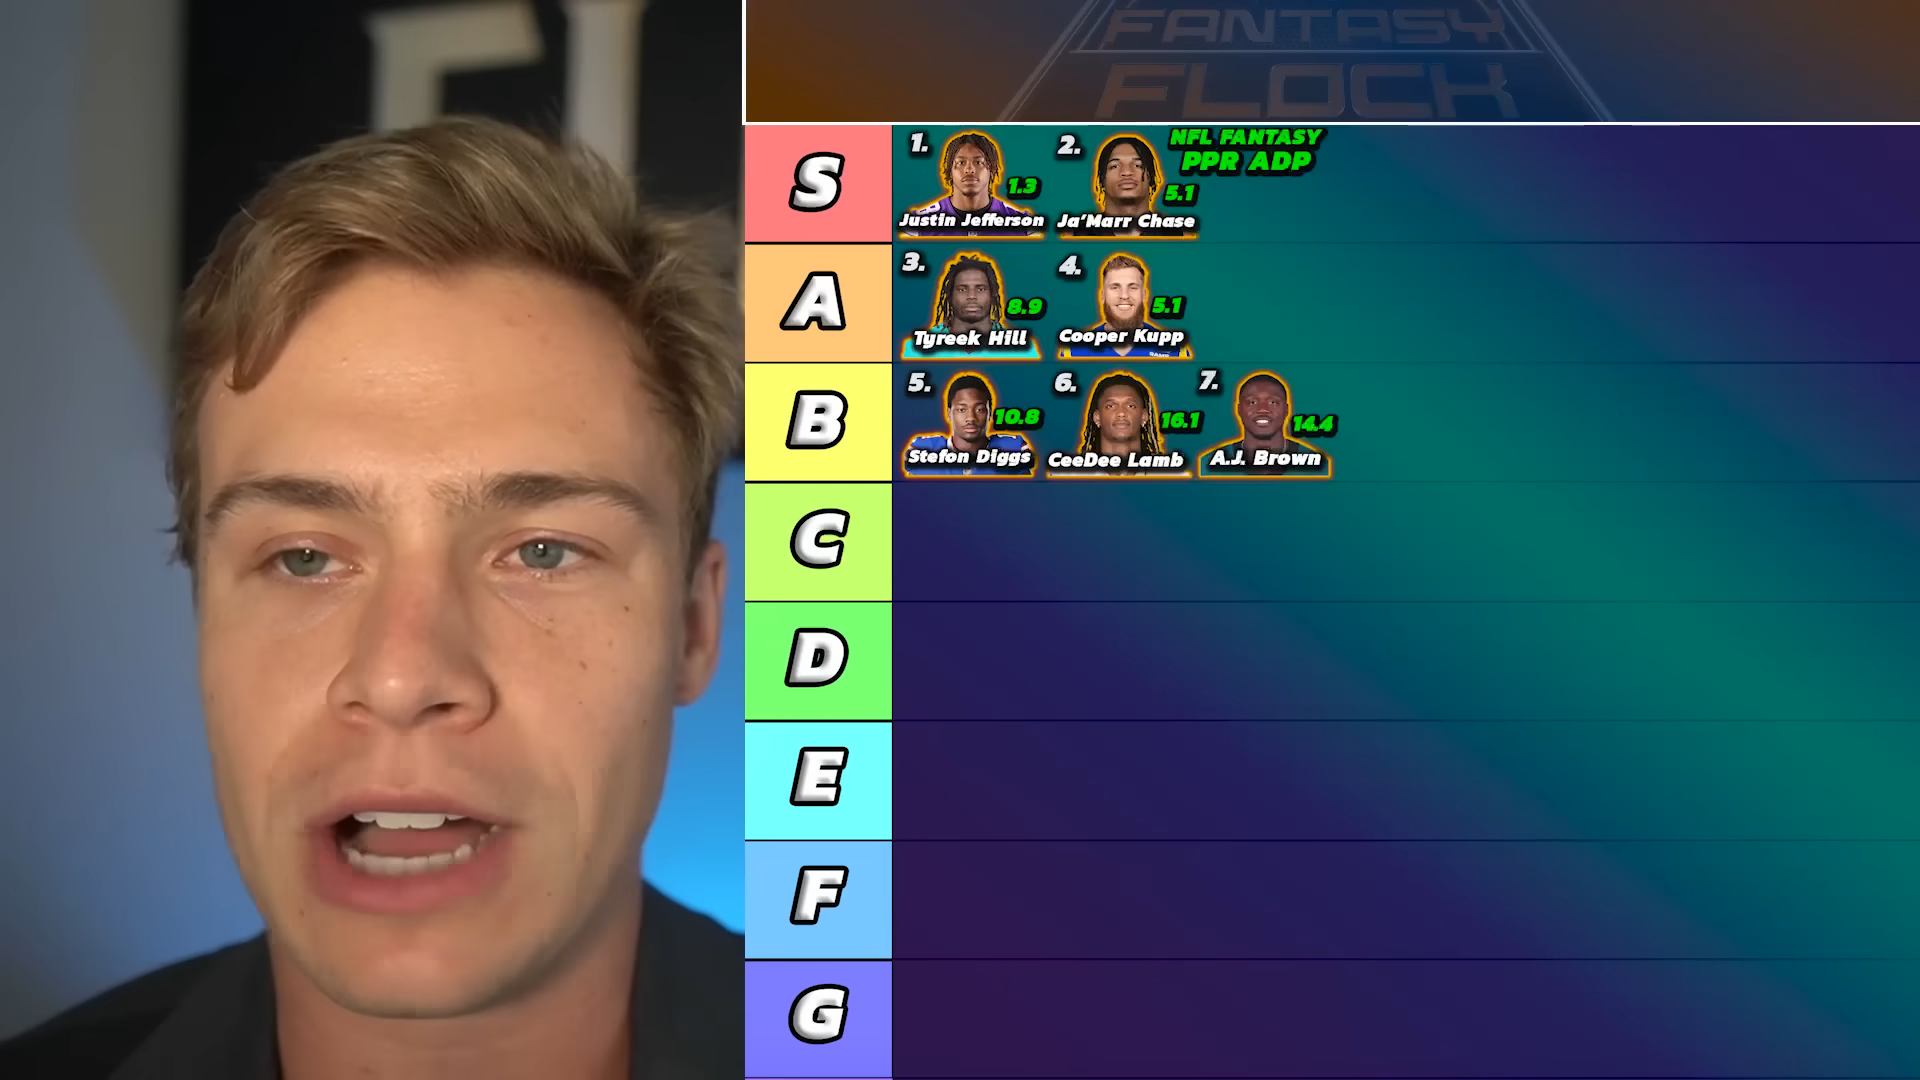 FANTASY
FLOCK
S
1.
1.3
Justin Jefferson
2.
5.1
Ja'Marr Chase
NFL FANTASY
PPR ADP
A
3.
8.9
Tyreek Hill
4.
5.1
Cooper Kupp
B
5.
10.8
Stefon Diggs
6.
16.1
CeeDee Lamb
7.
14.4
A.J. Brown
C
D
E
F
G